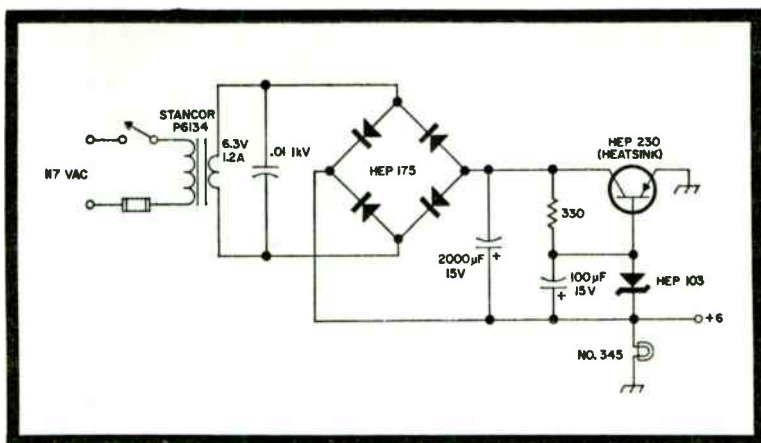 STANCOR
P6134
117 VAC
6.3V
1.2A
.01 1kV
HEP 175
HEP 230
(HEATSINK)
330
2000µF
15V
+
100µF
15V
+
HEP 103
+6
NO. 345